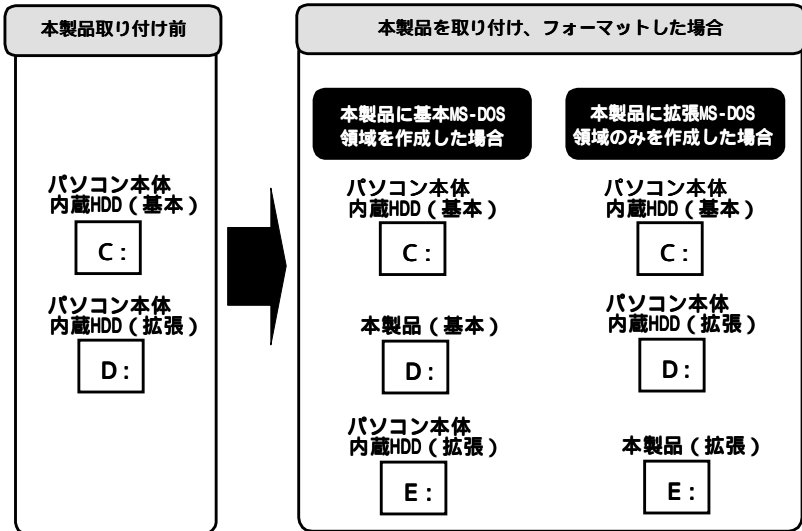 本製品取り付け前
パソコン本体
内蔵HDD(基本)
C:
パソコン本体
内蔵HDD(拡張)
D:
本製品を取り付け、フォーマットした場合
本製品に基本MS-DOS
領域を作成した場合
パソコン本体
内蔵HDD(基本)
C:
本製品(基本)
D:
パソコン本体
内蔵HDD(拡張)
E:
本製品に拡張MS-DOS
領域のみを作成した場合
パソコン本体
内蔵HDD(基本)
C:
パソコン本体
内蔵HDD(拡張)
D:
本製品(拡張)
E: